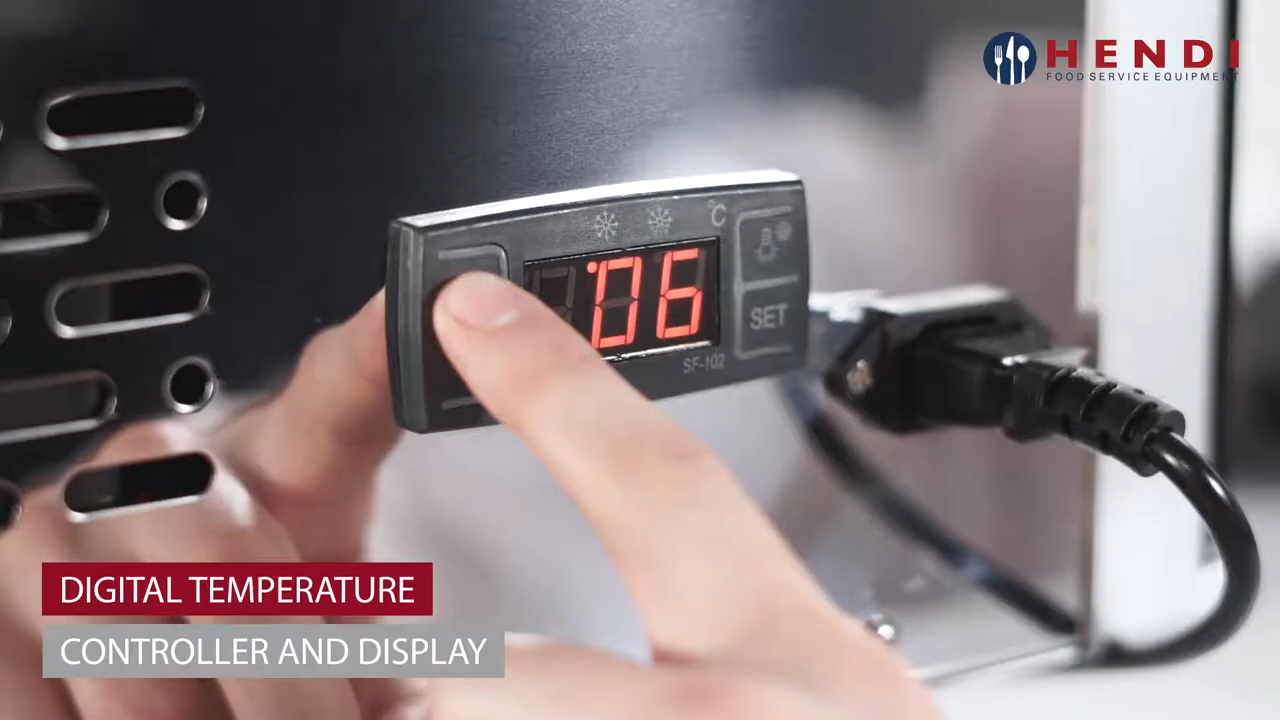 HENDI
FOOD SERVICE EQUIPMENT
°C
06
SET
SF-102
DIGITAL TEMPERATURE
CONTROLLER AND DISPLAY